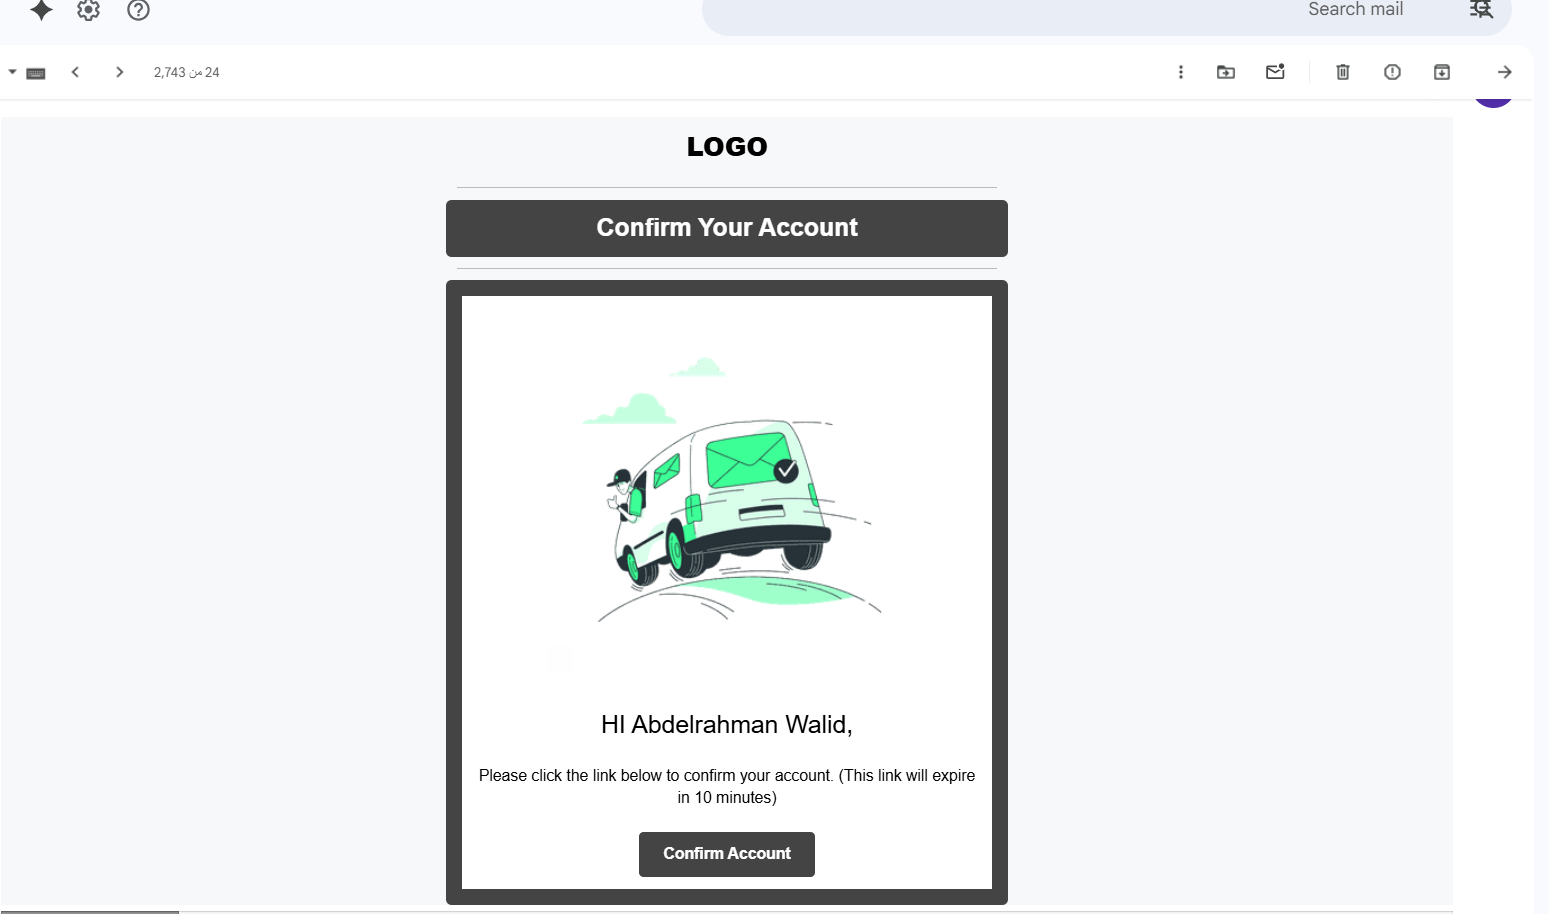 Search mail
24 من 2,743
LOGO
Confirm Your Account
HI Abdelrahman Walid,
Please click the link below to confirm your account. (This link will expire
in 10 minutes)
Confirm Account